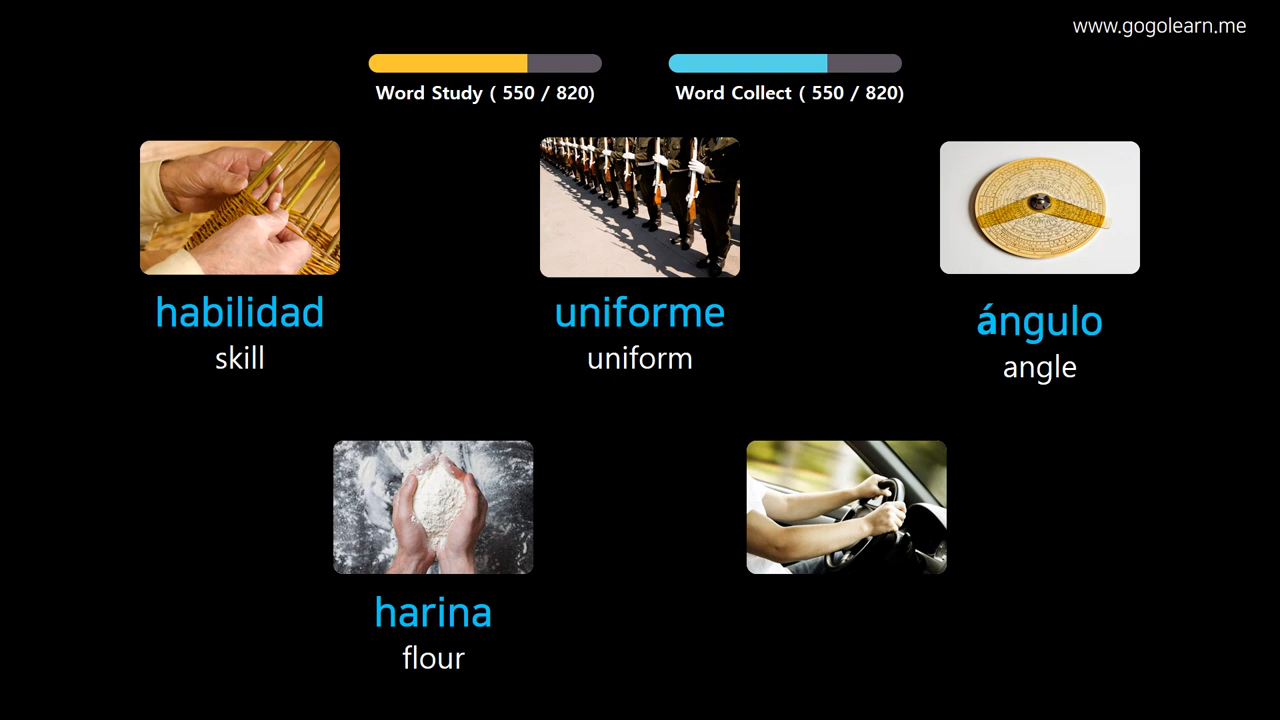 www.gogolearn.me
Word Study ( 550 / 820)
Word Collect ( 550 / 820)
habilidad
skill
uniforme
uniform
ángulo
angle
harina
flour